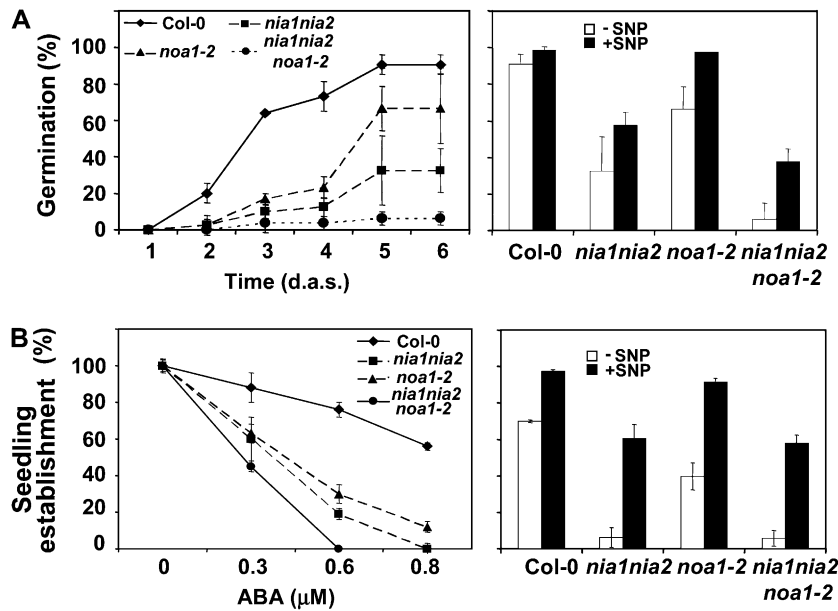 A
Germination (%)
100
80
60
40
20
0
1 2 3 4 5 6
Time (d.a.s.)
Col-0
nia1nia2
noa1-2
nia1nia2
noa1-2
- SNP
+SNP
Col-0 nia1nia2 noa1-2 nia1nia2
noa1-2
B
Seedling
establishment (%)
100
80
60
40
20
0
0 0.3 0.6 0.8
ABA (μM)
Col-0
nia1nia2
noa1-2
nia1nia2
noa1-2
- SNP
+SNP
Col-0 nia1nia2 noa1-2 nia1nia2
noa1-2